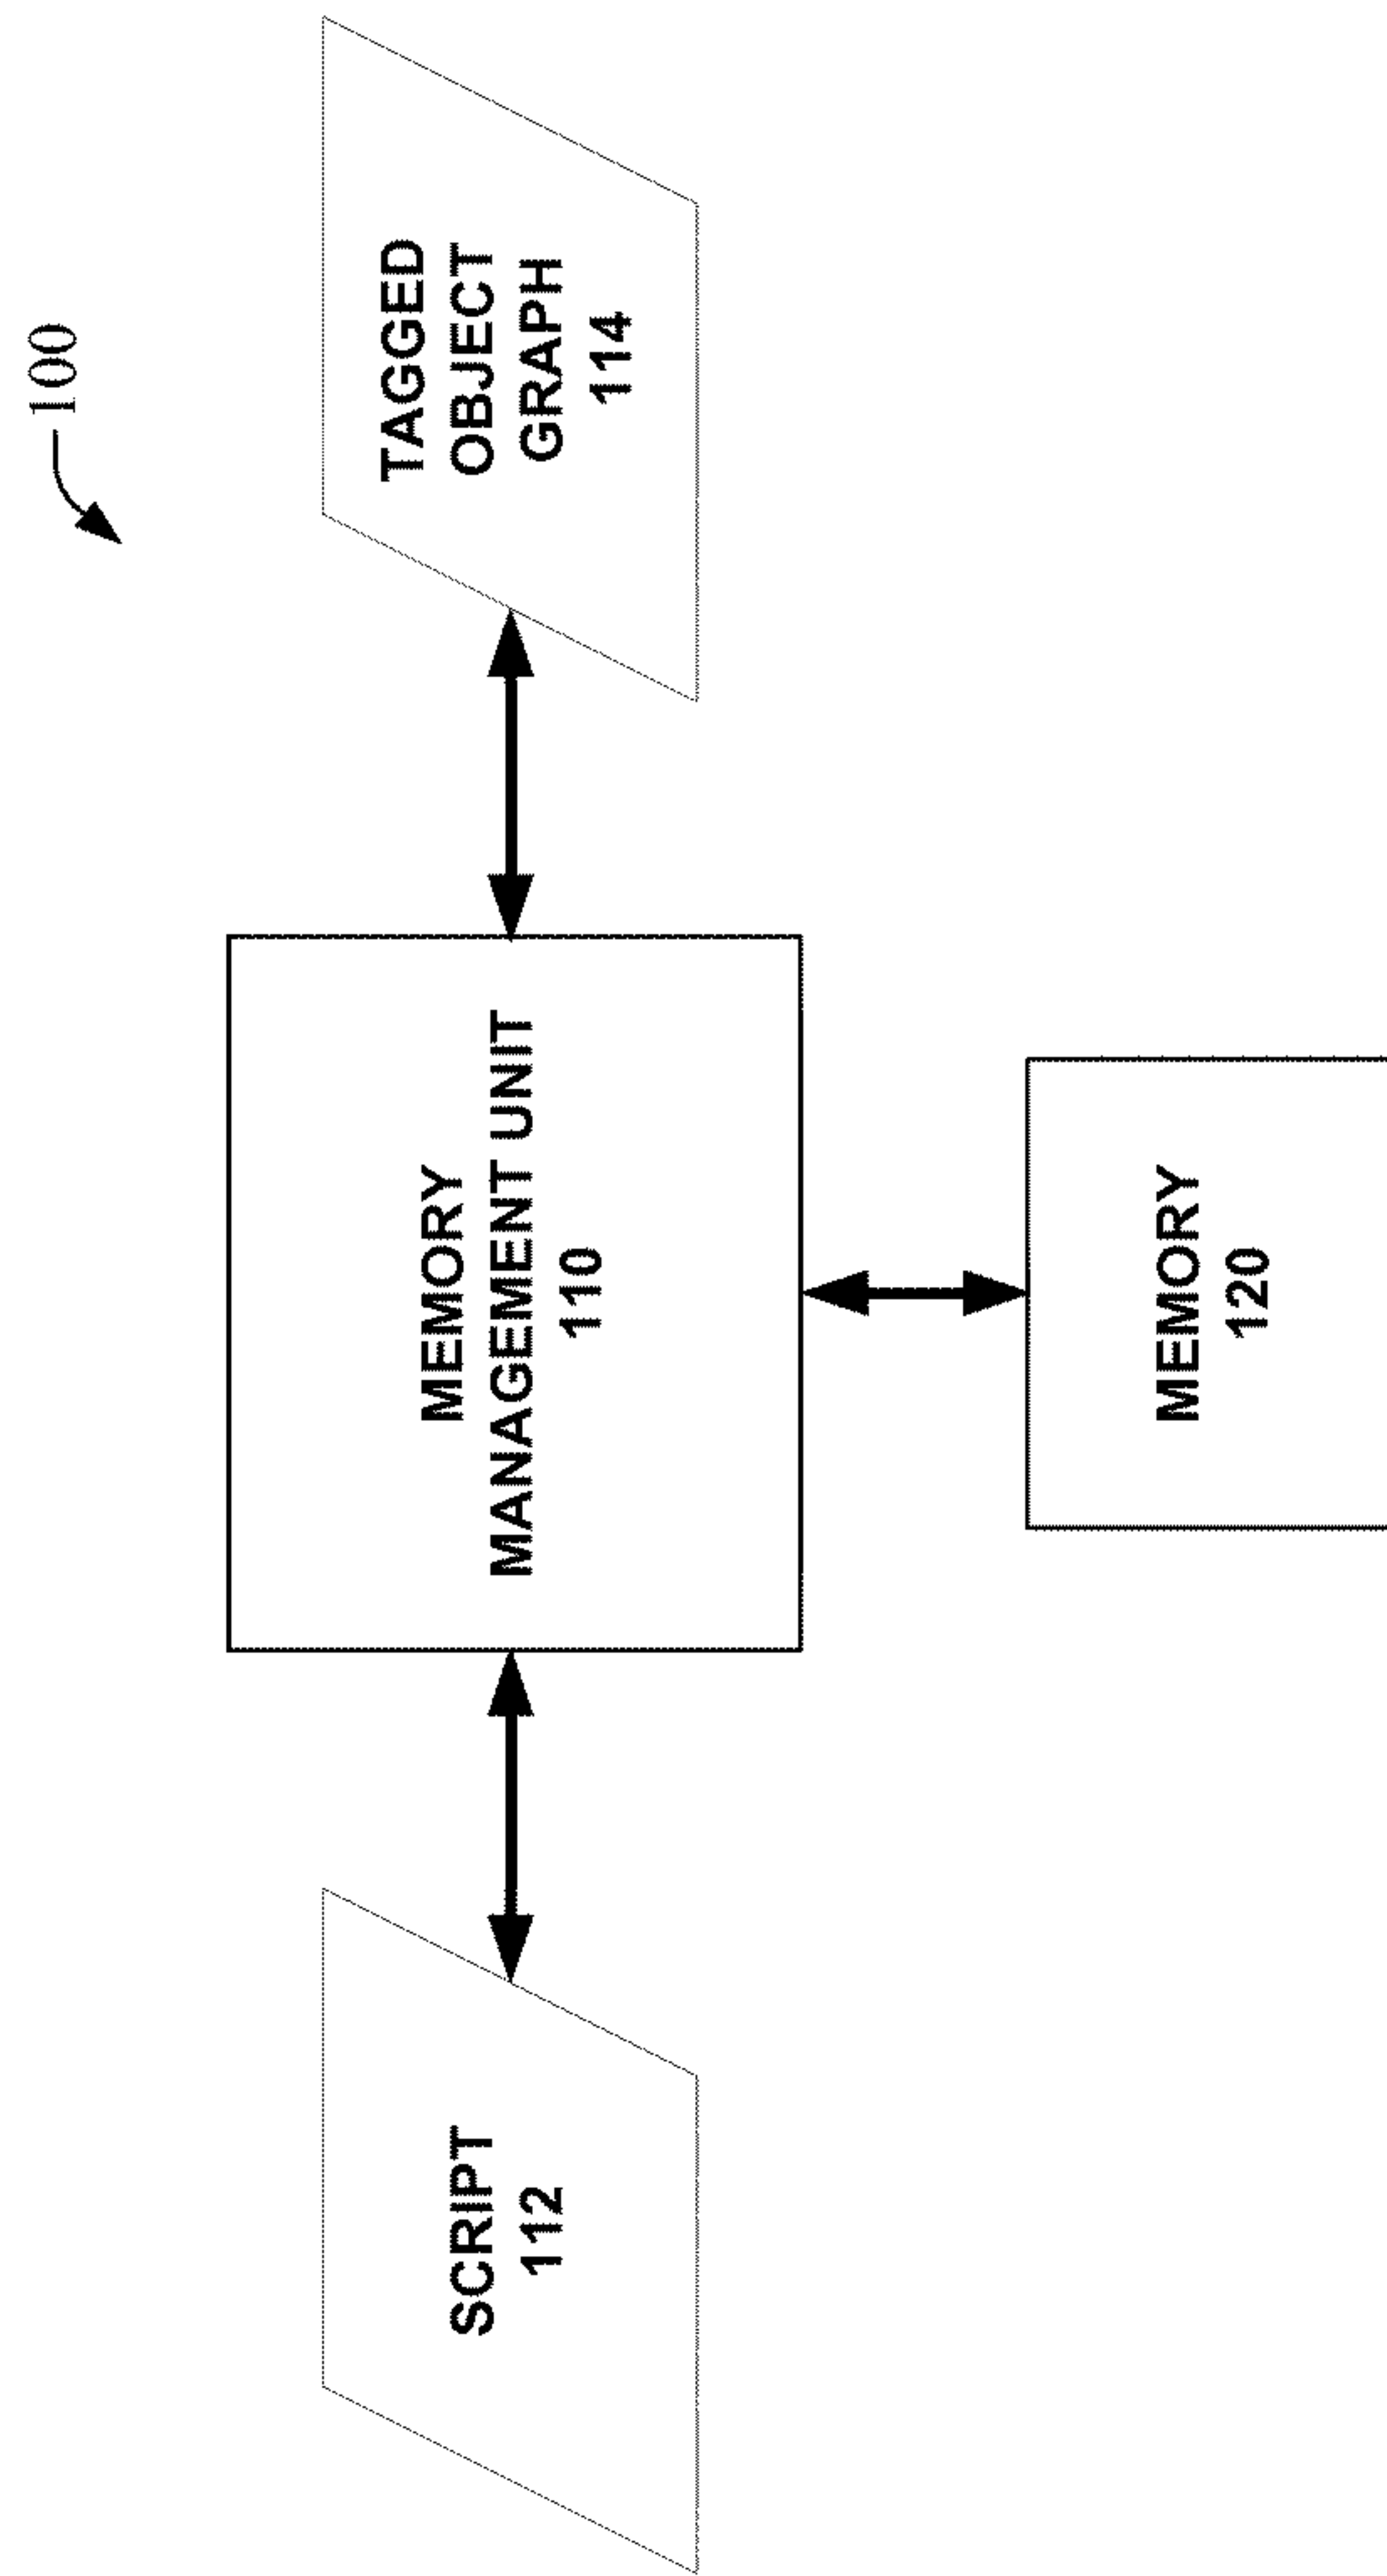 100
SCRIPT
112
MEMORY
MANAGEMENT UNIT
110
TAGGED
OBJECT
GRAPH
114
MEMORY
120